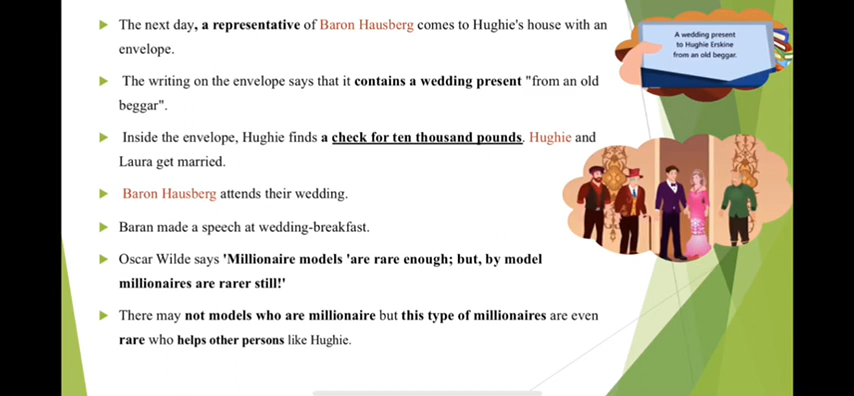 The next day, a representative of Baron Hausberg comes to Hughie's house with an
envelope.
The writing on the envelope says that it contains a wedding present "from an old
beggar".
Inside the envelope, Hughie finds a check for ten thousand pounds. Hughie and
Laura get married.
Baron Hausberg attends their wedding.
Baran made a speech at wedding-breakfast.
Oscar Wilde says 'Millionaire models 'are rare enough; but, by model
millionaires are rarer still!'
There may not models who are millionaire but this type of millionaires are even
rare who helps other persons like Hughie.
A wedding present
to Hughie Erskine
from an old beggar.